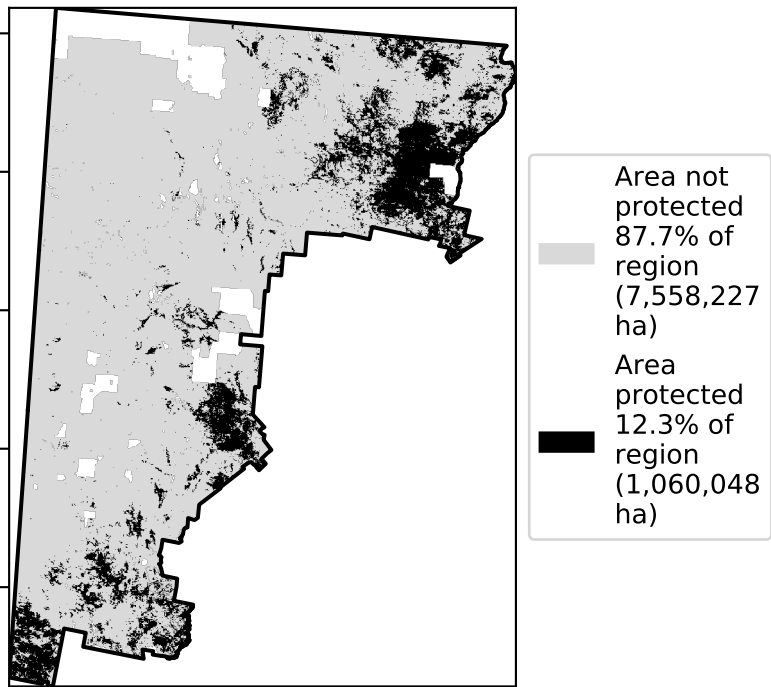 Area not
protected
87.7% of
region
(7,558,227
ha)
Area
protected
12.3% of
region
(1,060,048
ha)